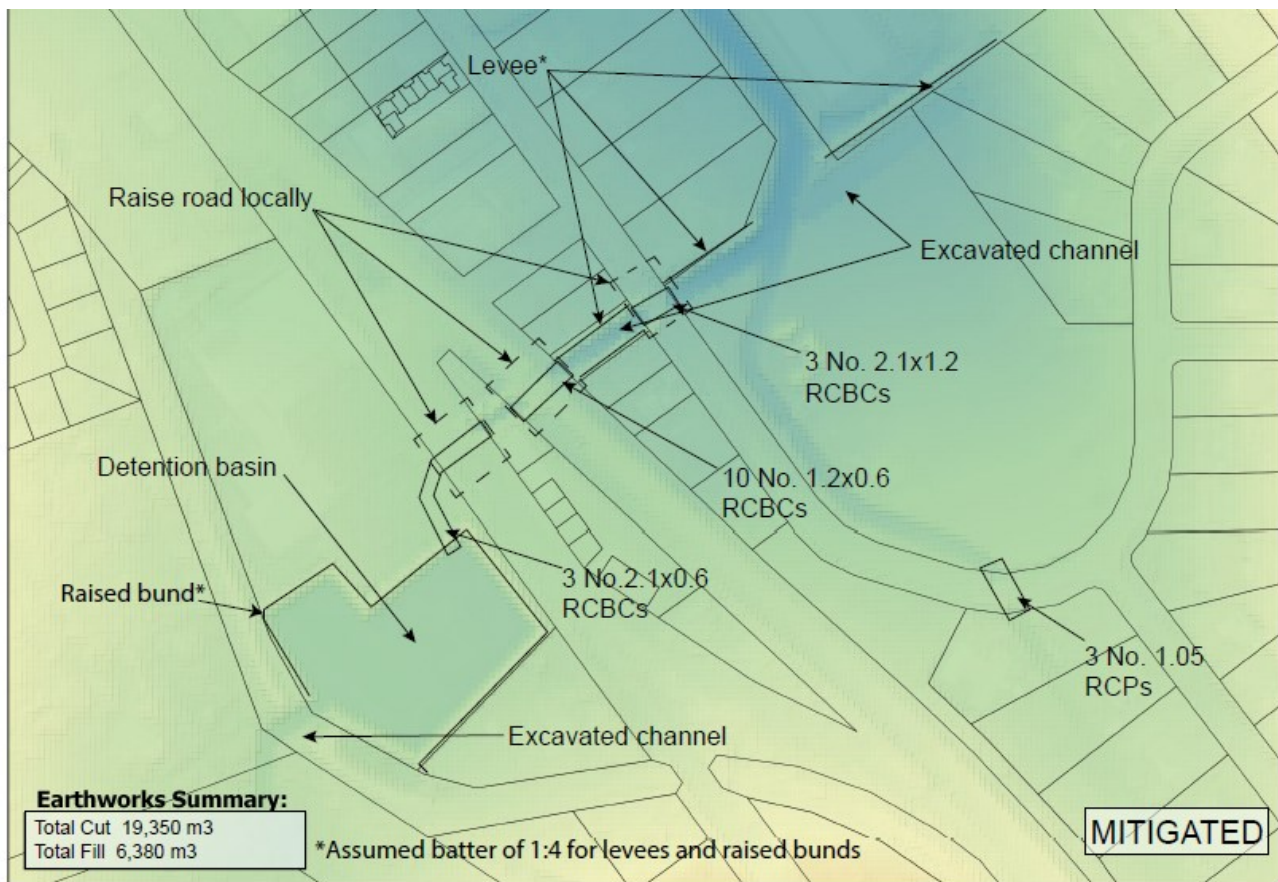 Levee*
Raise road locally
Excavated channel
3 No. 2.1x1.2
RCBCs
Detention basin
10 No. 1.2x0.6
RCBCs
Raised bund*
3 No.2.1x0.6
RCBCs
3 No. 1.05
RCPs
Excavated channel
Earthworks Summary:
Total Cut 19,350 m3
Total Fill 6,380 m3
*Assumed batter of 1:4 for levees and raised bunds
MITIGATED